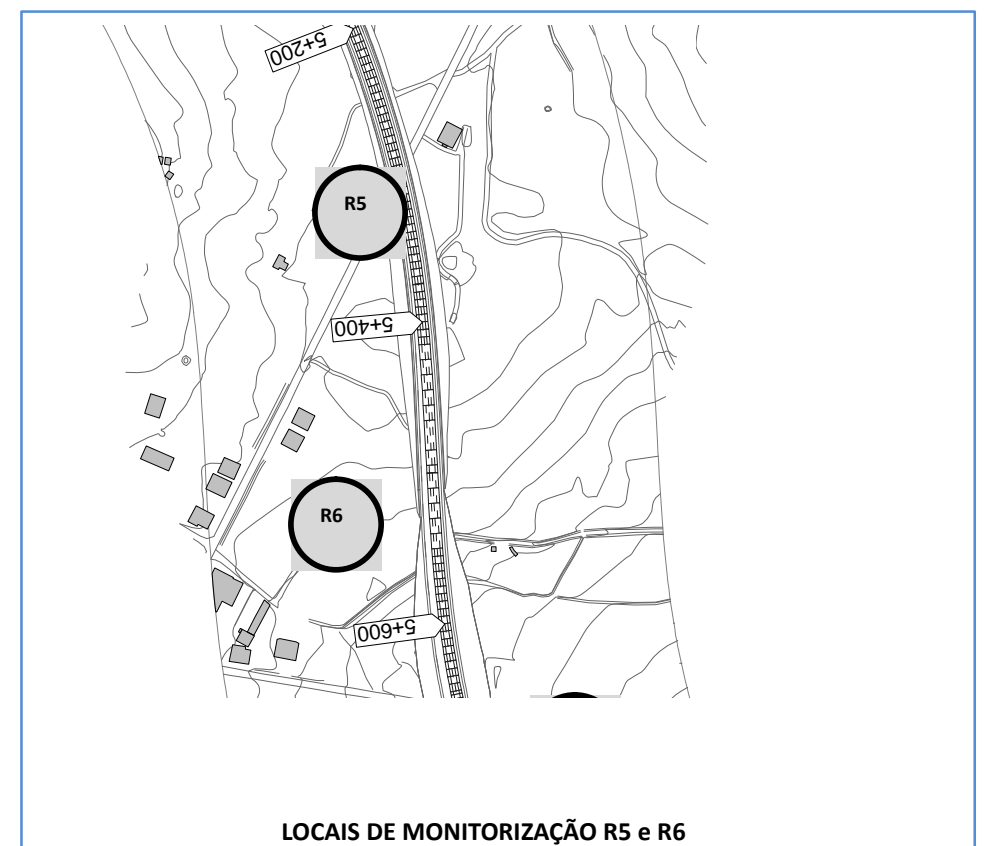 5+200
R5
5+400
R6
5+600
LOCAIS DE MONITORIZAÇÃO R5 e R6